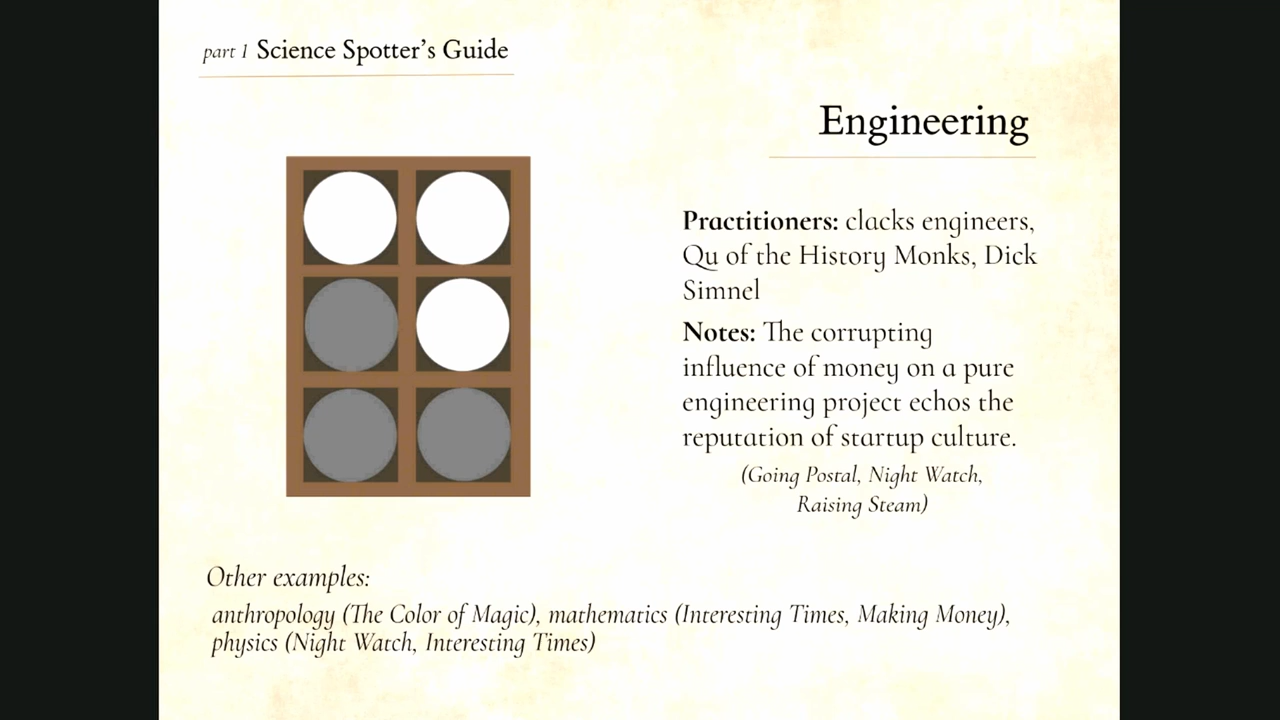 part 1 Science Spotter's Guide
Engineering
Practitioners: clacks engineers,
Qu of the History Monks, Dick
Simnel
Notes: The corrupting
influence of money on a pure
engineering project echos the
reputation of startup culture.
(Going Postal, Night Watch,
Raising Steam)
Other examples:
anthropology (The Color of Magic), mathematics (Interesting Times, Making Money),
physics (Night Watch, Interesting Times)